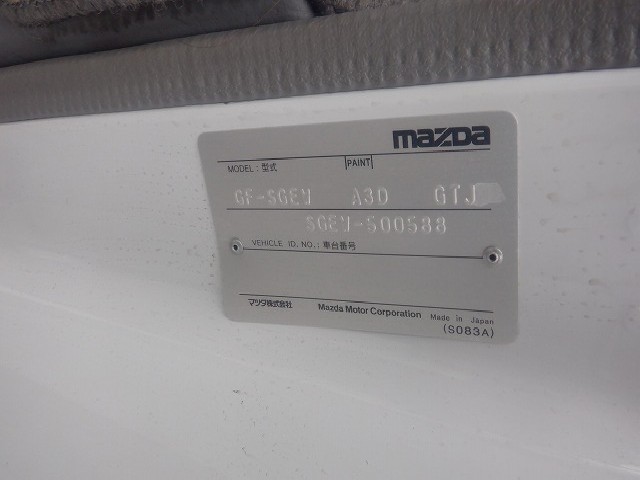 mazda
MODEL : 型式 PAINT
GF-SGEW A3D GTJ
SGEW-500588
VEHICLE ID. NO. : 車台番号
マツダ株式会社 Mazda Motor Corporation Made in Japan
(S083A)